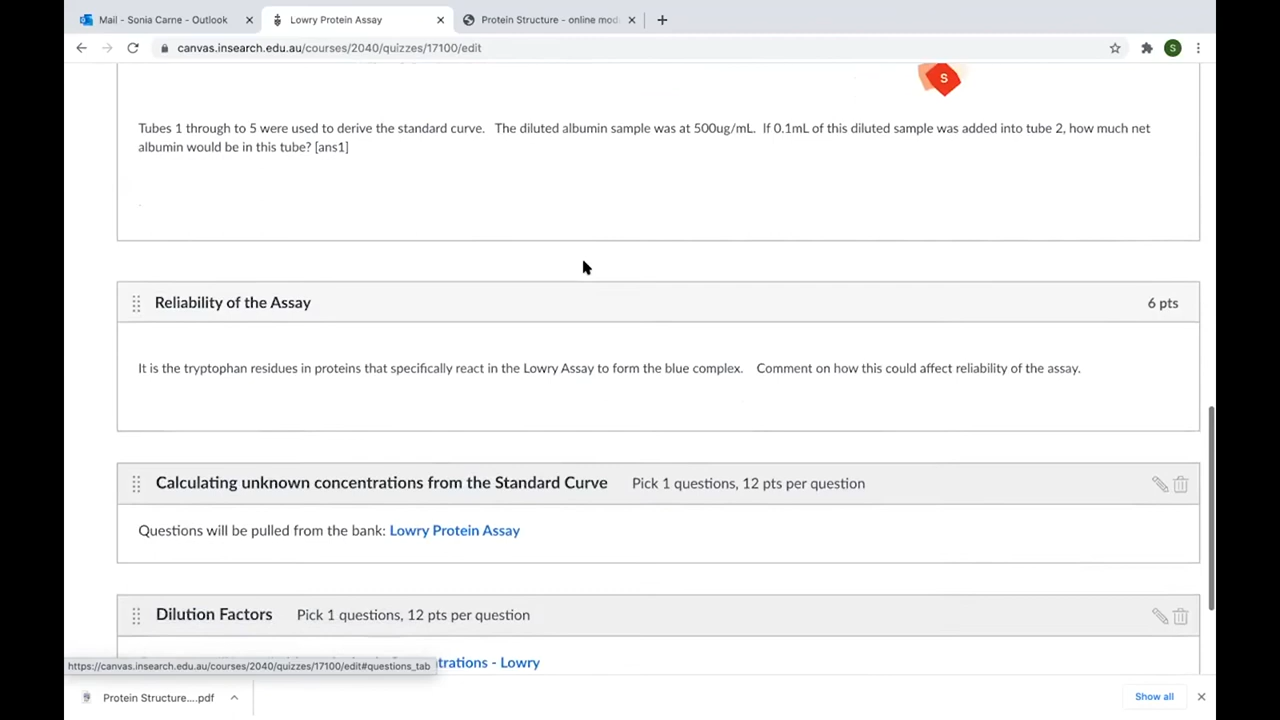 Mail - Sonia Carne - Outlook
Lowry Protein Assay
Protein Structure - online mod
canvas.insearch.edu.au/courses/2040/quizzes/17100/edit
S
S
Tubes 1 through to 5 were used to derive the standard curve. The diluted albumin sample was at 500ug/mL. If 0.1mL of this diluted sample was added into tube 2, how much net
albumin would be in this tube? [ans1]
Reliability of the Assay
6 pts
It is the tryptophan residues in proteins that specifically react in the Lowry Assay to form the blue complex. Comment on how this could affect reliability of the assay.
Calculating unknown concentrations from the Standard Curve Pick 1 questions, 12 pts per question
Questions will be pulled from the bank: Lowry Protein Assay
Dilution Factors Pick 1 questions, 12 pts per question
trations - Lowry
https://canvas.insearch.edu.au/courses/2040/quizzes/17100/edit#questions_tab
Protein Structure....pdf
Show all